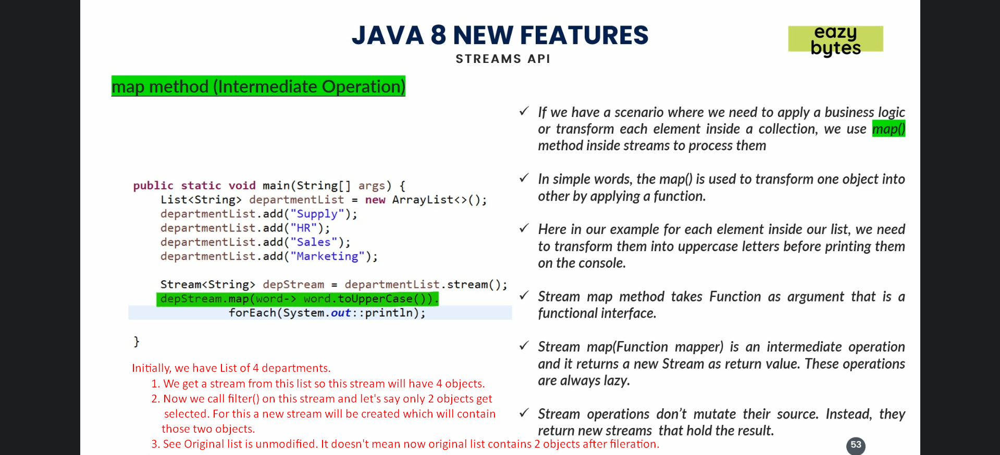 JAVA 8 NEW FEATURES
STREAMS API
eazy
bytes
map method (Intermediate Operation)
✓ If we have a scenario where we need to apply a business logic
or transform each element inside a collection, we use map()
method inside streams to process them
✓ In simple words, the map() is used to transform one object into
other by applying a function.
✓ Here in our example for each element inside our list, we need
to transform them into uppercase letters before printing them
on the console.
✓ Stream map method takes Function as argument that is a
functional interface.
✓ Stream map(Function mapper) is an intermediate operation
and it returns a new Stream as return value. These operations
are always lazy.
✓ Stream operations don't mutate their source. Instead, they
return new streams that hold the result.
public static void main(String[] args) {
List<String> departmentList = new ArrayList<>();
departmentList.add("Supply");
departmentList.add("HR");
departmentList.add("Sales");
departmentList.add("Marketing");
Stream<String> depStream = departmentList.stream();
depStream.map(word-> word.toUpperCase()).
forEach(System.out::println);
}
Initially, we have List of 4 departments.
1. We get a stream from this list so this stream will have 4 objects.
2. Now we call filter() on this stream and let's say only 2 objects get
selected. For this a new stream will be created which will contain
those two objects.
3. See Original list is unmodified. It doesn't mean now original list contains 2 objects after fileration.
53